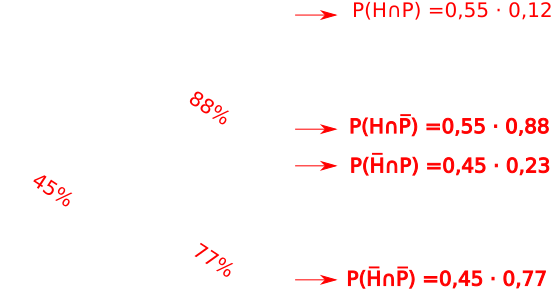 P(H∩P) =0,55 · 0,12
88%
P(H∩P̅) =0,55 · 0,88
P(H̅∩P) =0,45 · 0,23
45%
77%
P(H̅∩P̅) =0,45 · 0,77